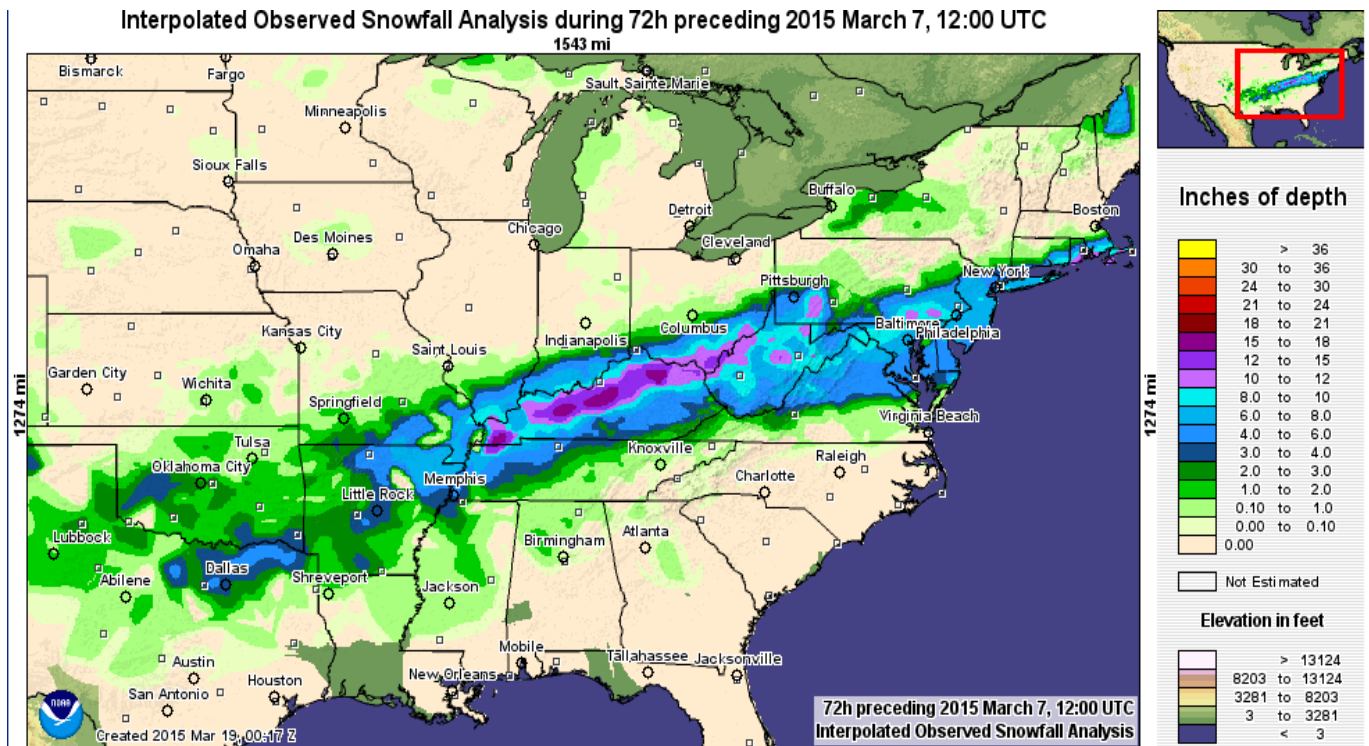 Interpolated Observed Snowfall Analysis during 72h preceding 2015 March 7, 12:00 UTC
1543 mi
Bismarck
Fargo
Sault Sainte Marie
Minneapolis
Sioux Falls
Buffalo
Boston
Detroit
Chicago
Des Moines
Omaha
Cleveland
New York
Pittsburgh
Kansas City
Columbus
Baltimore
Philadelphia
Indianapolis
Saint Louis
Garden City
Wichita
1274 mi
1274 mi
Springfield
Virginia Beach
Tulsa
Knoxville
Raleigh
Oklahoma City
Memphis
Charlotte
Little Rock
Lubbock
Atlanta
Birmingham
Dallas
Abilene
Shreveport
Jackson
Mobile
Tallahassee
Jacksonville
Austin
New Orleans
San Antonio
Houston
NOAA
Created 2015 Mar 19, 00:17 Z
72h preceding 2015 March 7, 12:00 UTC
Interpolated Observed Snowfall Analysis
Inches of depth
> 36
30 to 36
24 to 30
21 to 24
18 to 21
15 to 18
12 to 15
10 to 12
8.0 to 10
6.0 to 8.0
4.0 to 6.0
3.0 to 4.0
2.0 to 3.0
1.0 to 2.0
0.10 to 1.0
0.00 to 0.10
0.00
Not Estimated
Elevation in feet
> 13124
8203 to 13124
3281 to 8203
3 to 3281
< 3